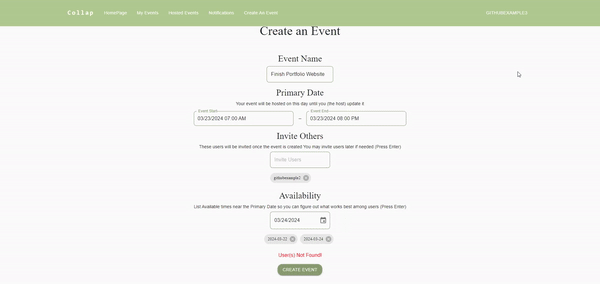 Collap HomePage My Events Hosted Events Notifications Create An Event GITHUBEXAMPLE3
Create an Event
Event Name
Finish Portfolio Website
Primary Date
Your event will be hosted on this day until you (the host) update it
Event Start Event End
03/23/2024 07:00 AM – 03/23/2024 08:00 PM
Invite Others
These users will be invited once the event is created You may invite users later if needed (Press Enter)
Invite Users
Availability
List Available times near the Primary Date so you can figure out what works best among users (Press Enter)
03/24/2024
2024-03-22 2024-03-24
User(s) Not Found!
CREATE EVENT